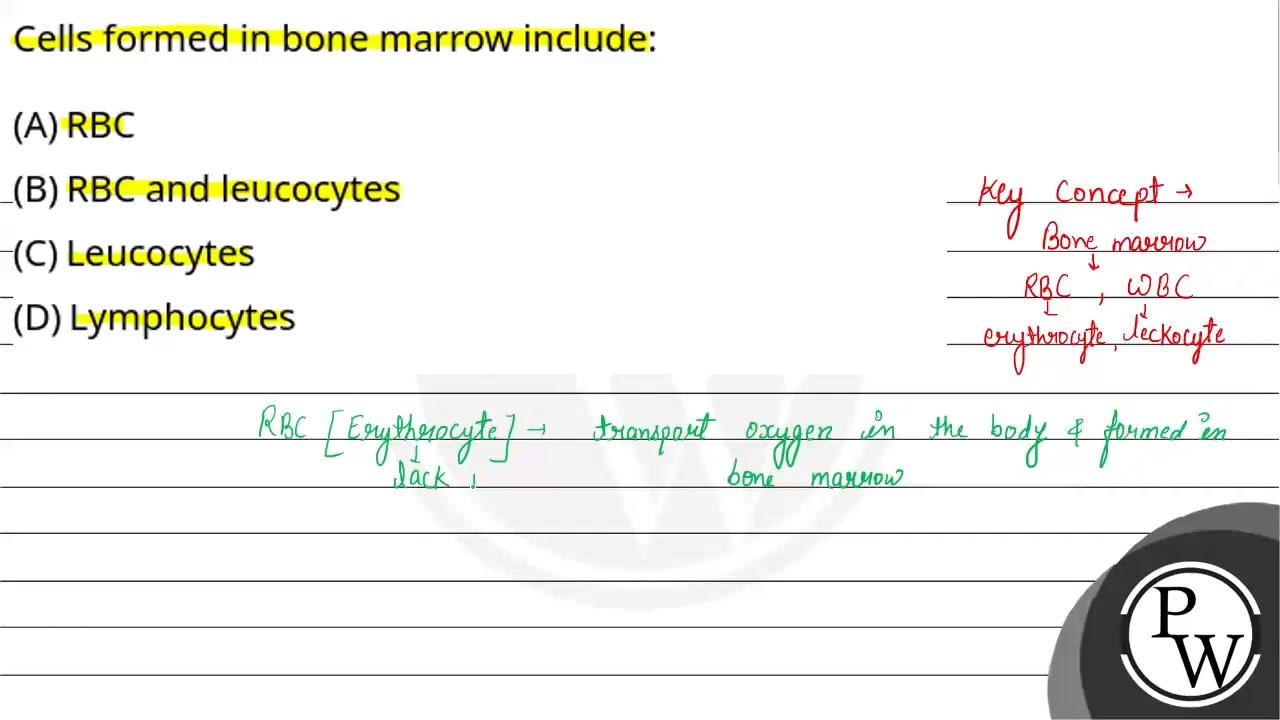 Cells formed in bone marrow include:
(A) RBC
(B) RBC and leucocytes
(C) Leucocytes
(D) Lymphocytes
Key Concept →
Bone marrow
↓
RBC , WBC
↓ ↓
erythrocyte, leckocyte
RBC [Erythrocyte] → transport oxygen in the body & formed in
↓
lack bone marrow
PW